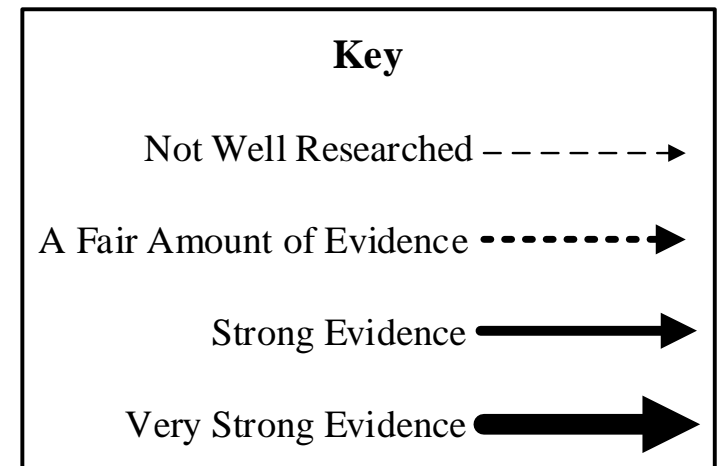 Key
Not Well Researched
A Fair Amount of Evidence
Strong Evidence
Very Strong Evidence